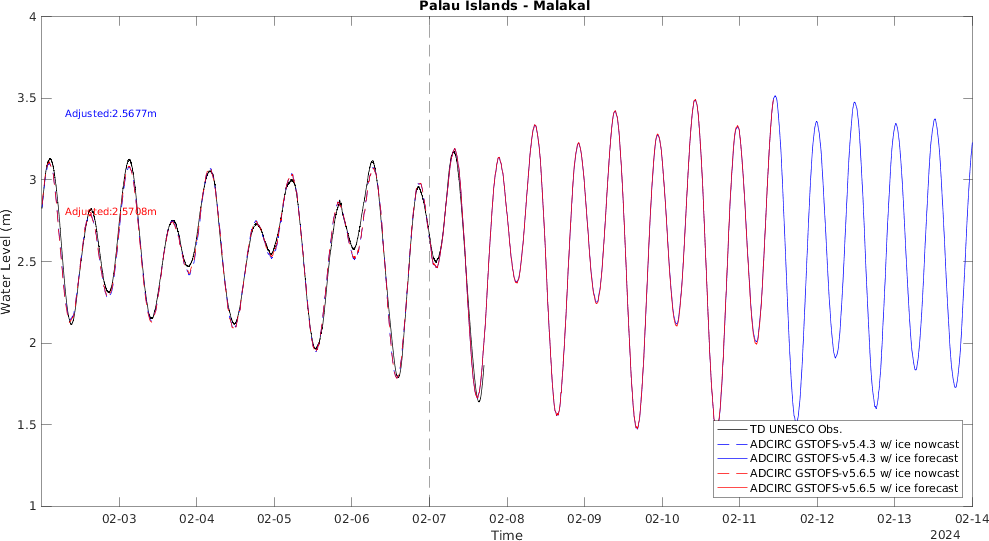 Palau Islands - Malakal
4
3.5
3
2.5
2
1.5
1
Water Level (m)
Adjusted:2.5677m
Adjusted:2.5708m
TD UNESCO Obs.
ADCIRC GSTOFS-v5.4.3 w/ ice nowcast
ADCIRC GSTOFS-v5.4.3 w/ ice forecast
ADCIRC GSTOFS-v5.6.5 w/ ice nowcast
ADCIRC GSTOFS-v5.6.5 w/ ice forecast
02-03 02-04 02-05 02-06 02-07 02-08 02-09 02-10 02-11 02-12 02-13 02-14
Time
2024